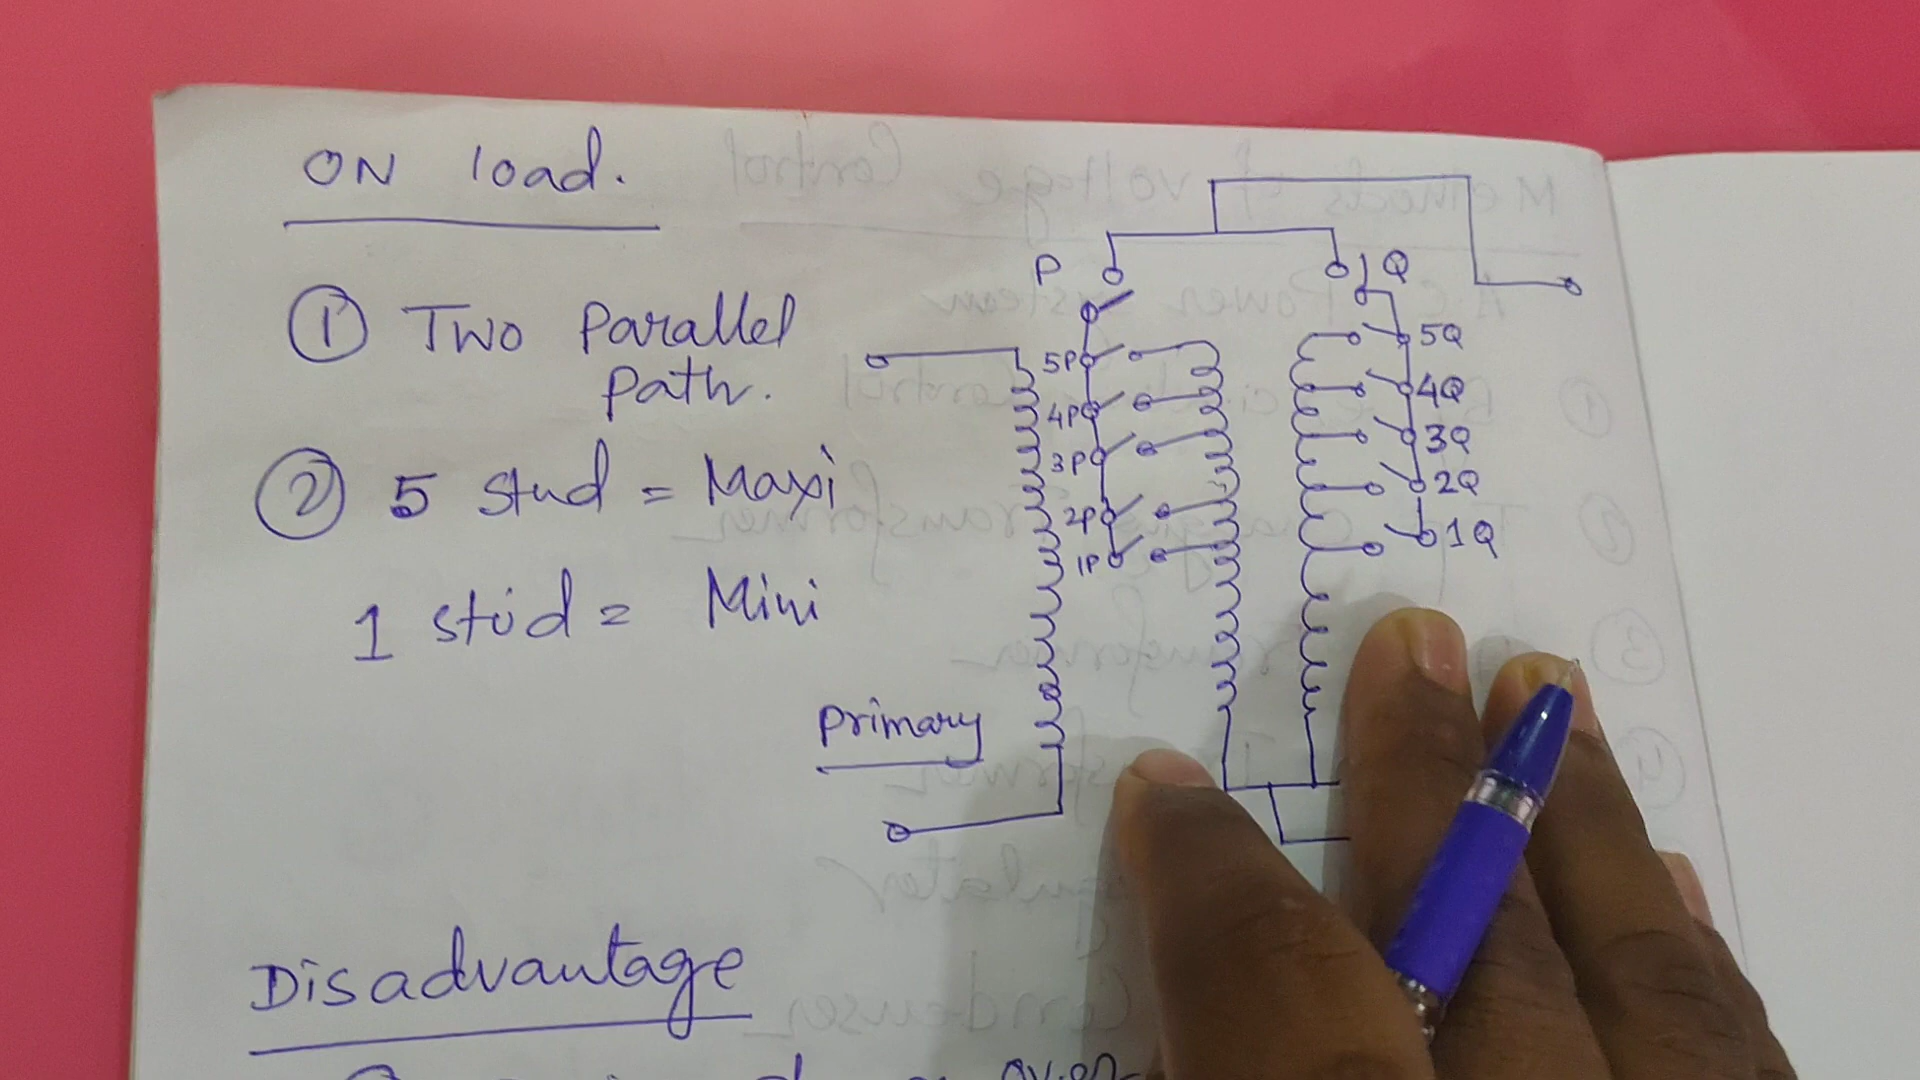 ON load.
① Two Parallel
Path.
② 5 stud = Maxi
1 stud = Mini
Primary
P
Q
5P
4P
3P
2P
1P
5Q
4Q
3Q
2Q
1Q
Disadvantage